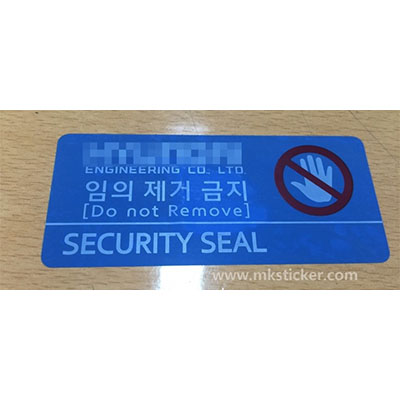 ENGINEERING CO., LTD.
임의 제거 금지
[Do not Remove]
SECURITY SEAL
www.mksticker.com